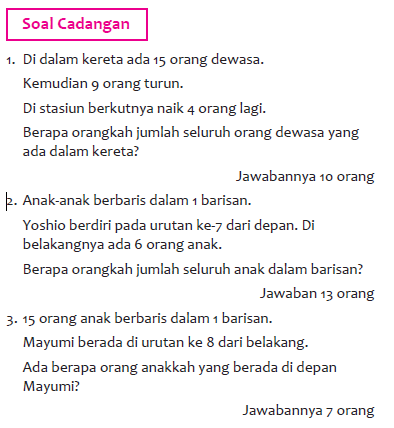 Soal Cadangan
1. Di dalam kereta ada 15 orang dewasa.
Kemudian 9 orang turun.
Di stasiun berkutnya naik 4 orang lagi.
Berapa orangkah jumlah seluruh orang dewasa yang
ada dalam kereta?
Jawabannya 10 orang
2. Anak-anak berbaris dalam 1 barisan.
Yoshio berdiri pada urutan ke-7 dari depan. Di
belakangnya ada 6 orang anak.
Berapa orangkah jumlah seluruh anak dalam barisan?
Jawaban 13 orang
3. 15 orang anak berbaris dalam 1 barisan.
Mayumi berada di urutan ke 8 dari belakang.
Ada berapa orang anakkah yang berada di depan
Mayumi?
Jawabannya 7 orang